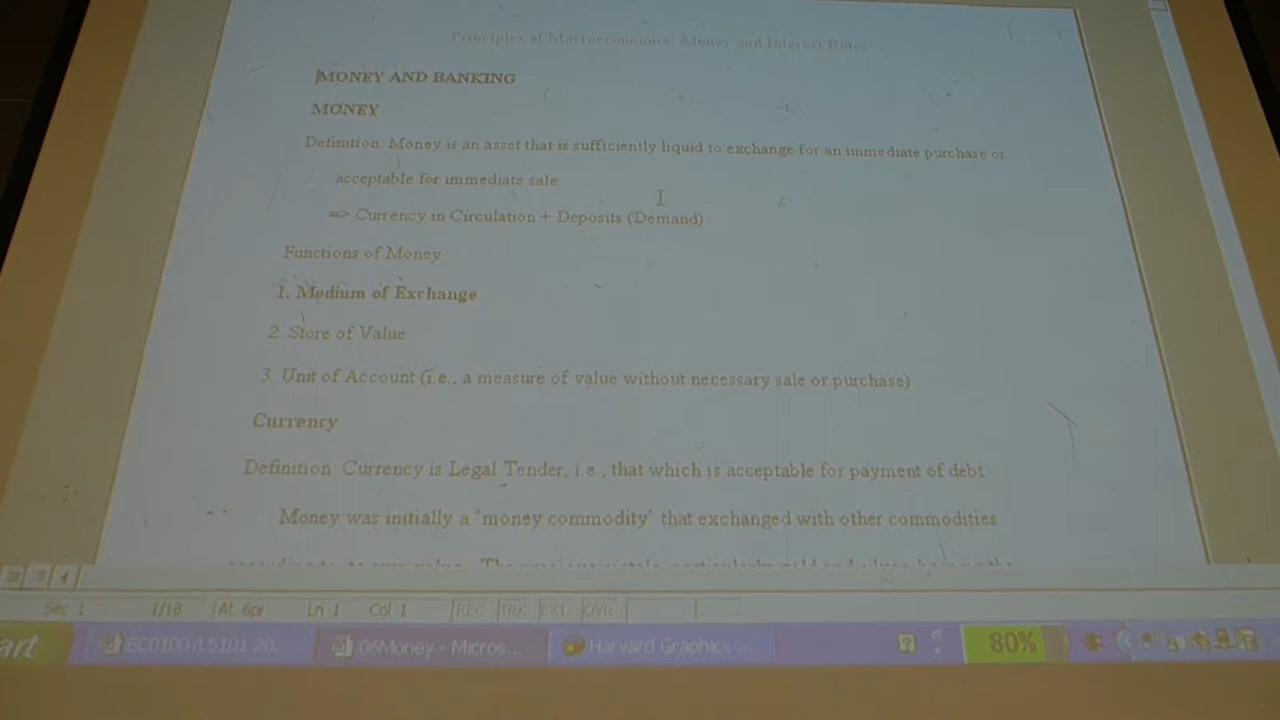 Principles of Macroeconomics: Money and Interest Rates
MONEY AND BANKING
MONEY
Definition. Money is an asset that is sufficiently liquid to exchange for an immediate purchase or
acceptable for immediate sale.
=> Currency in Circulation + Deposits (Demand)
Functions of Money
1. Medium of Exchange
2. Store of Value
3. Unit of Account (i.e., a measure of value without necessary sale or purchase)
Currency
Definition. Currency is Legal Tender, i.e., that which is acceptable for payment of debt.
Money was initially a 'money commodity' that exchanged with other commodities
Sec 1 1/18 At 6pi Ln 1 Col 1 REC TRK EXT OVR
art 06Money - Micros... Harvard Graphics ... 80%